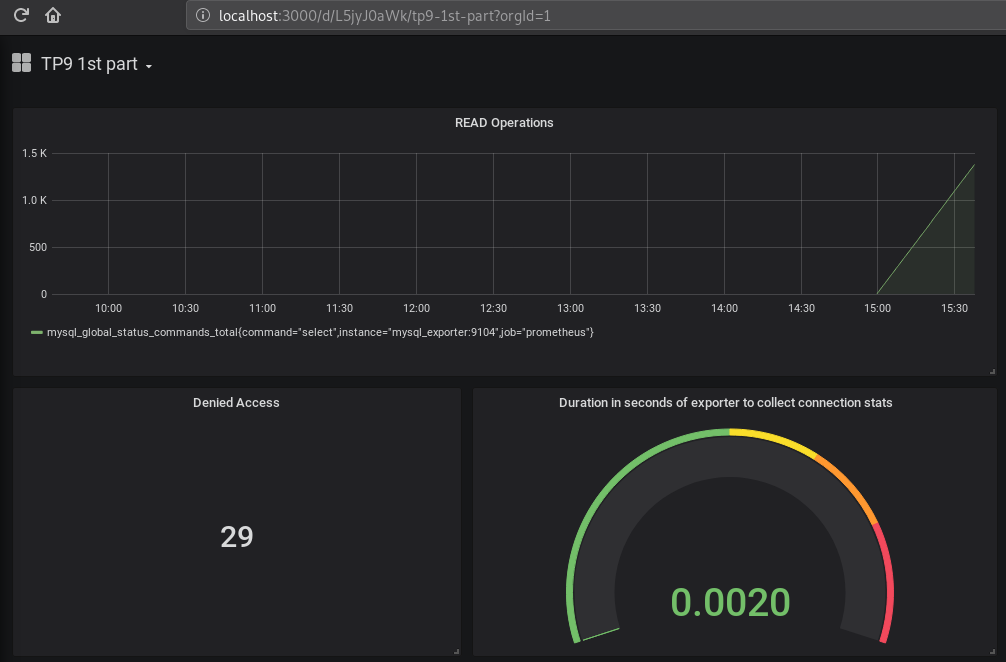 localhost:3000/d/L5jyJ0aWk/tp9-1st-part?orgId=1
TP9 1st part
READ Operations
1.5 K
1.0 K
500
0
10:00 10:30 11:00 11:30 12:00 12:30 13:00 13:30 14:00 14:30 15:00 15:30
mysql_global_status_commands_total{command="select",instance="mysql_exporter:9104",job="prometheus"}
Denied Access
29
Duration in seconds of exporter to collect connection stats
0.0020